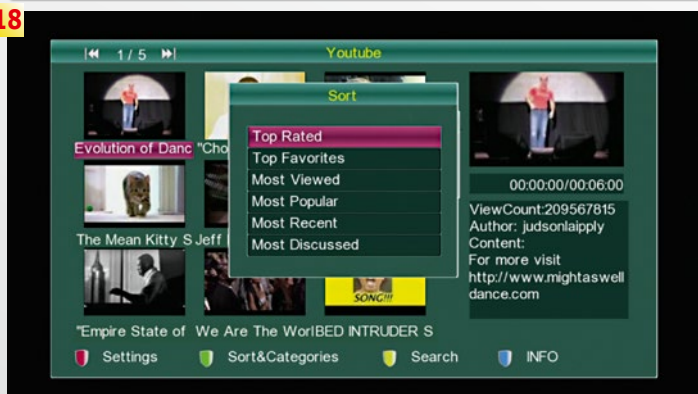 18
1 / 5
Youtube
Sort
Top Rated
Top Favorites
Most Viewed
Most Popular
Most Recent
Most Discussed
Evolution of Danc "Cho
The Mean Kitty S Jeff
SONG!!!
"Empire State of We Are The Worl BED INTRUDER S
00:00:00/00:06:00
ViewCount:209567815
Author: judsonlaipply
Content:
For more visit
http://www.mightaswell
dance.com
Settings Sort&Categories Search INFO